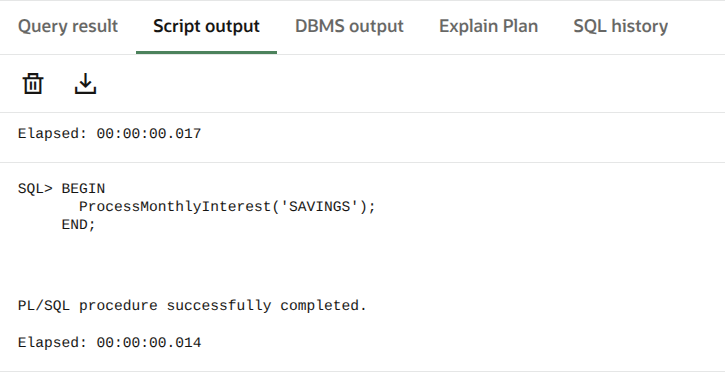 Query result Script output DBMS output Explain Plan SQL history
Elapsed: 00:00:00.017
SQL> BEGIN
ProcessMonthlyInterest('SAVINGS');
END;
PL/SQL procedure successfully completed.
Elapsed: 00:00:00.014